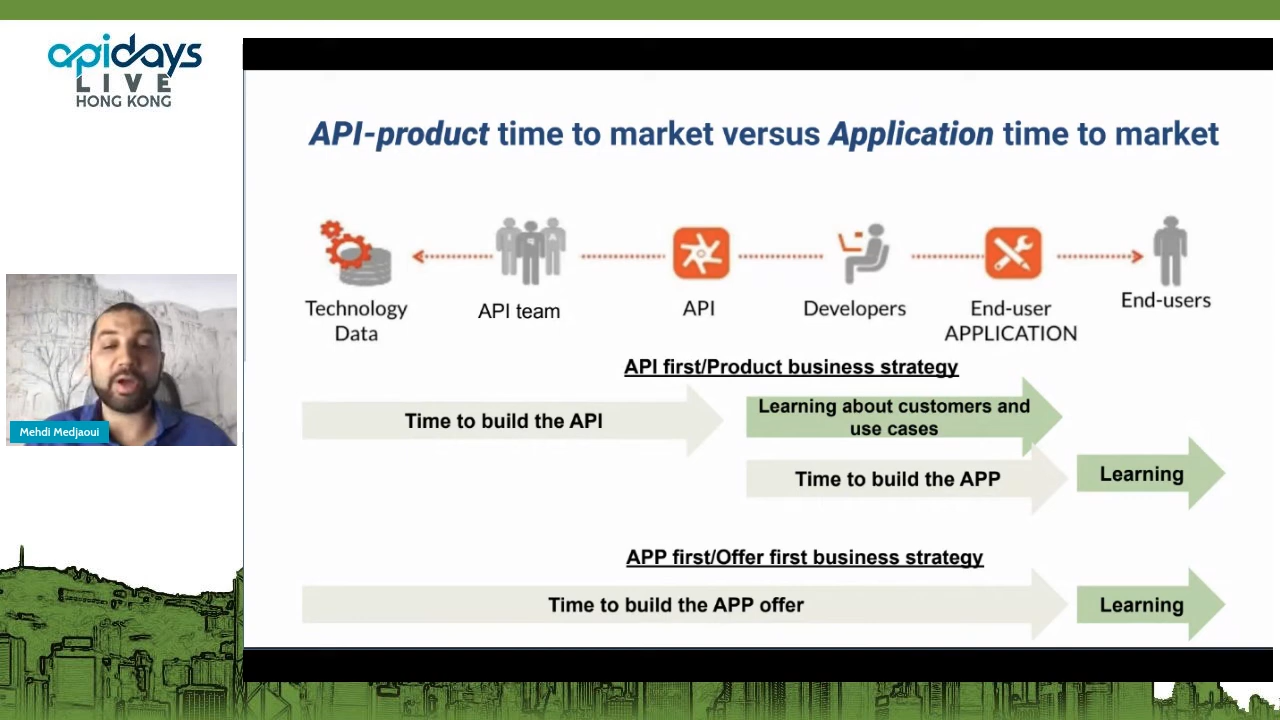 apidays
LIVE
HONG KONG
API-product time to market versus Application time to market
Technology
Data
API team
API
Developers
End-user
APPLICATION
End-users
API first/Product business strategy
Time to build the API
Learning about customers and
use cases
Time to build the APP
Learning
Mehdi Medjaoui
APP first/Offer first business strategy
Time to build the APP offer
Learning